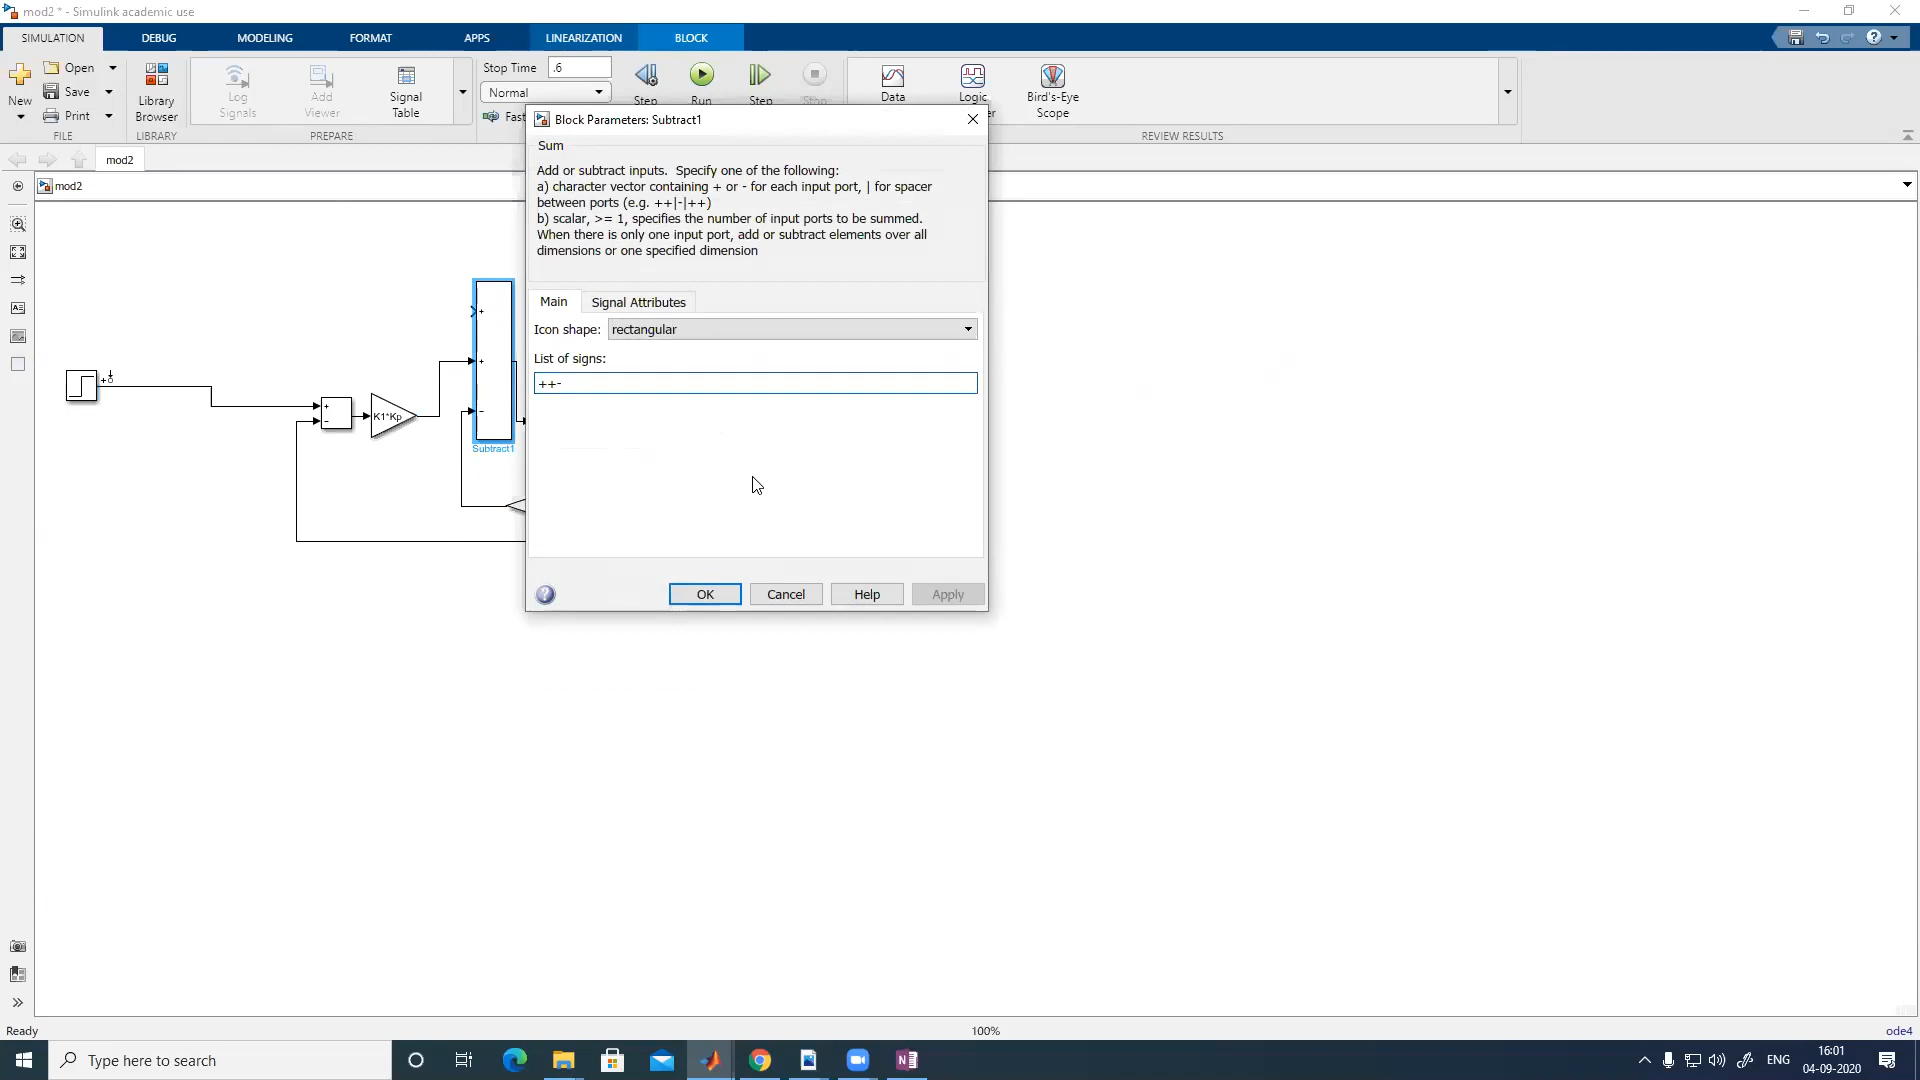 mod2 * - Simulink academic use
SIMULATION DEBUG MODELING FORMAT APPS LINEARIZATION BLOCK
New
Open
Save
Print
FILE
Library
Browser
LIBRARY
Log
Signals
Add
Viewer
Signal
Table
PREPARE
Stop Time .6
Normal
Fast
Step
Run
Step
Stop
Data
Logic
Bird's-Eye
Scope
REVIEW RESULTS
mod2
mod2
Block Parameters: Subtract1
Sum
Add or subtract inputs. Specify one of the following:
a) character vector containing + or - for each input port, | for spacer
between ports (e.g. ++|-|++)
b) scalar, >= 1, specifies the number of input ports to be summed.
When there is only one input port, add or subtract elements over all
dimensions or one specified dimension
Main Signal Attributes
Icon shape: rectangular
List of signs:
++-
OK Cancel Help Apply
K1*Kp
Subtract1
Ready 100% ode4
Type here to search
ENG
16:01
04-09-2020